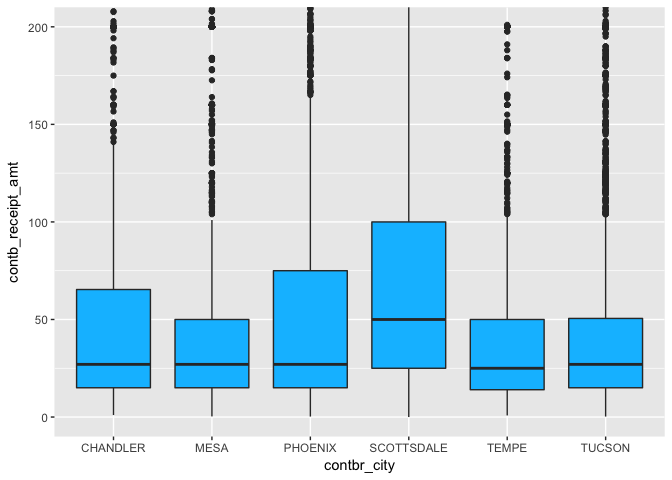 200
150
100
50
0
contb_receipt_amt
CHANDLER MESA PHOENIX SCOTTSDALE TEMPE TUCSON
contbr_city